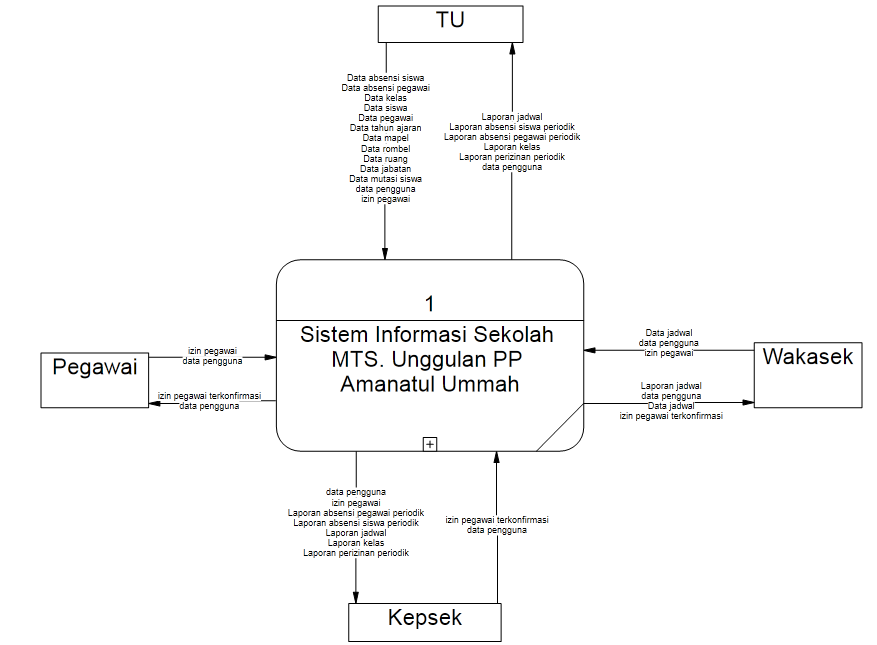 TU
Data absensi siswa
Data absensi pegawai
Data kelas
Data siswa
Data pegawai
Data tahun ajaran
Data mapel
Data rombel
Data ruang
Data jabatan
Data mutasi siswa
data pengguna
izin pegawai
Laporan jadwal
Laporan absensi siswa periodik
Laporan absensi pegawai periodik
Laporan kelas
Laporan perizinan periodik
data pengguna
1
Sistem Informasi Sekolah
MTS. Unggulan PP
Amanatul Ummah
Pegawai
izin pegawai
data pengguna
izin pegawai terkonfirmasi
data pengguna
Data jadwal
data pengguna
izin pegawai
Wakasek
Laporan jadwal
data pengguna
Data jadwal
izin pegawai terkonfirmasi
data pengguna
izin pegawai
Laporan absensi pegawai periodik
Laporan absensi siswa periodik
Laporan jadwal
Laporan kelas
Laporan perizinan periodik
izin pegawai terkonfirmasi
data pengguna
Kepsek